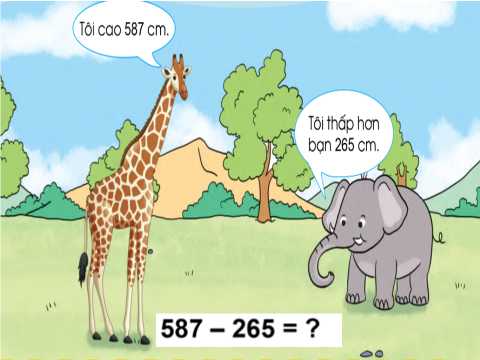 Tôi cao 587 cm.
Tôi thấp hơn
bạn 265 cm.
587 – 265 = ?